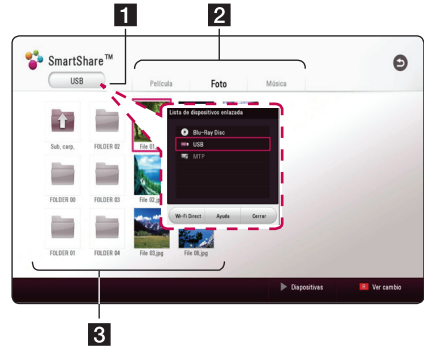 1
2
SmartShare™
USB
Película
Foto
Música
Lista de dispositivos enlazada
Blu-Ray Disc
USB
MTP
Wi-Fi Direct
Ayuda
Cerrar
Sub. carp.
FOLDER 02
File 01.
FOLDER 00
FOLDER 03
File 02.jpg
FOLDER 01
FOLDER 04
File 03.jpg
File 09.jpg
Diapositivas
Ver cambio
3